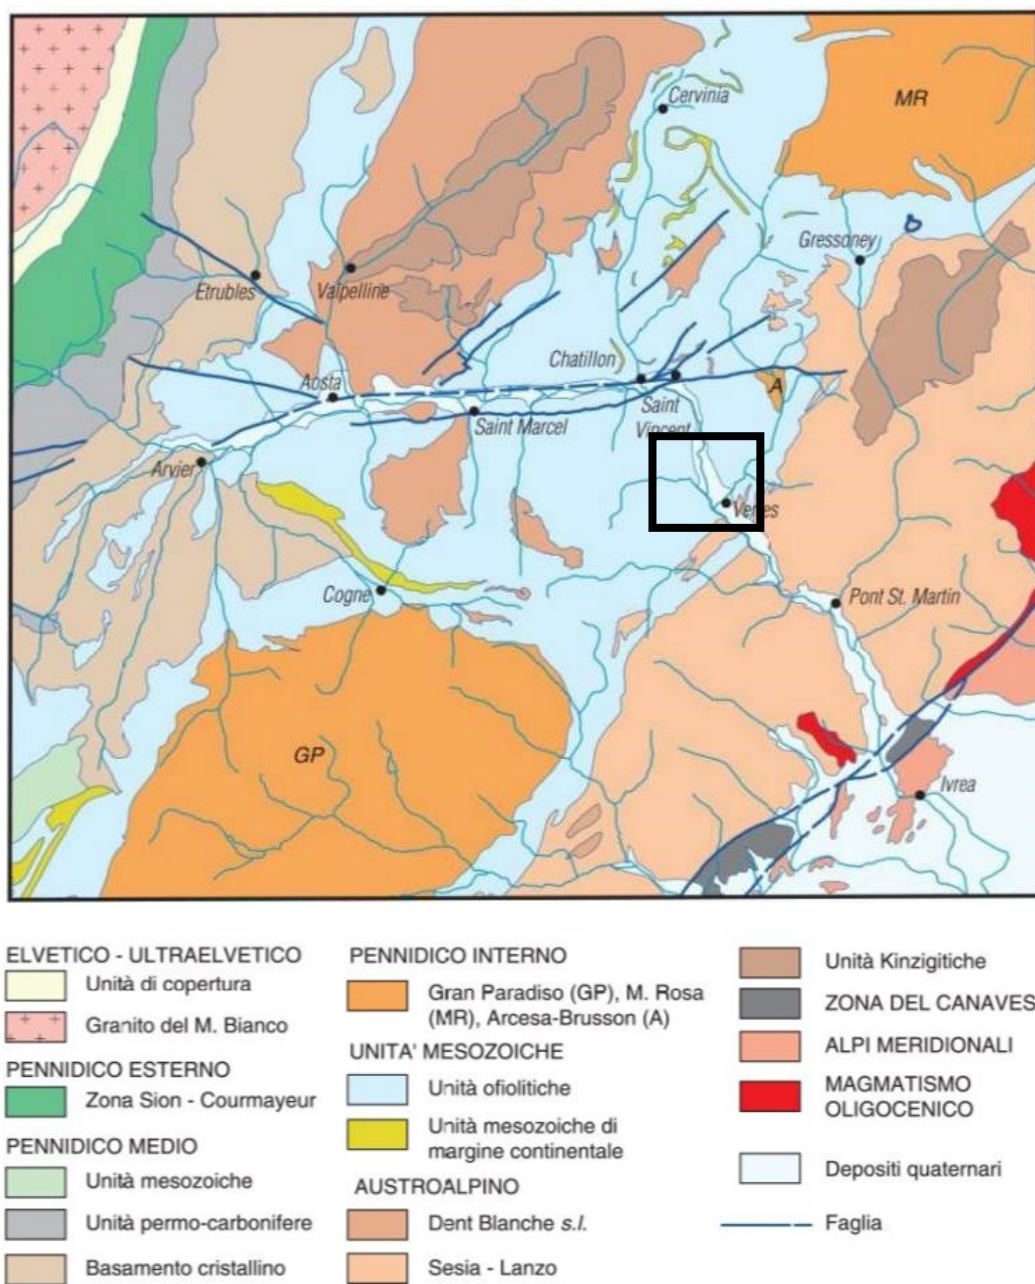 Cervinia
MR
Gressoney
Etrubles
Valpelline
Chatillon
Aosta
A
Saint Marcel
Saint
Vincent
Arvier
Verres
Cogne
Pont St. Martin
GP
Ivrea
ELVETICO - ULTRAELVETICO
Unità di copertura
Granito del M. Bianco
PENNIDICO ESTERNO
Zona Sion - Courmayeur
PENNIDICO MEDIO
Unità mesozoiche
Unità permo-carbonifere
Basamento cristallino
PENNIDICO INTERNO
Gran Paradiso (GP), M. Rosa
(MR), Arcesa-Brusson (A)
UNITA' MESOZOICHE
Unità ofiolitiche
Unità mesozoiche di
margine continentale
AUSTROALPINO
Dent Blanche s.l.
Sesia - Lanzo
Unità Kinzigitiche
ZONA DEL CANAVES
ALPI MERIDIONALI
MAGMATISMO
OLIGOCENICO
Depositi quaternari
Faglia